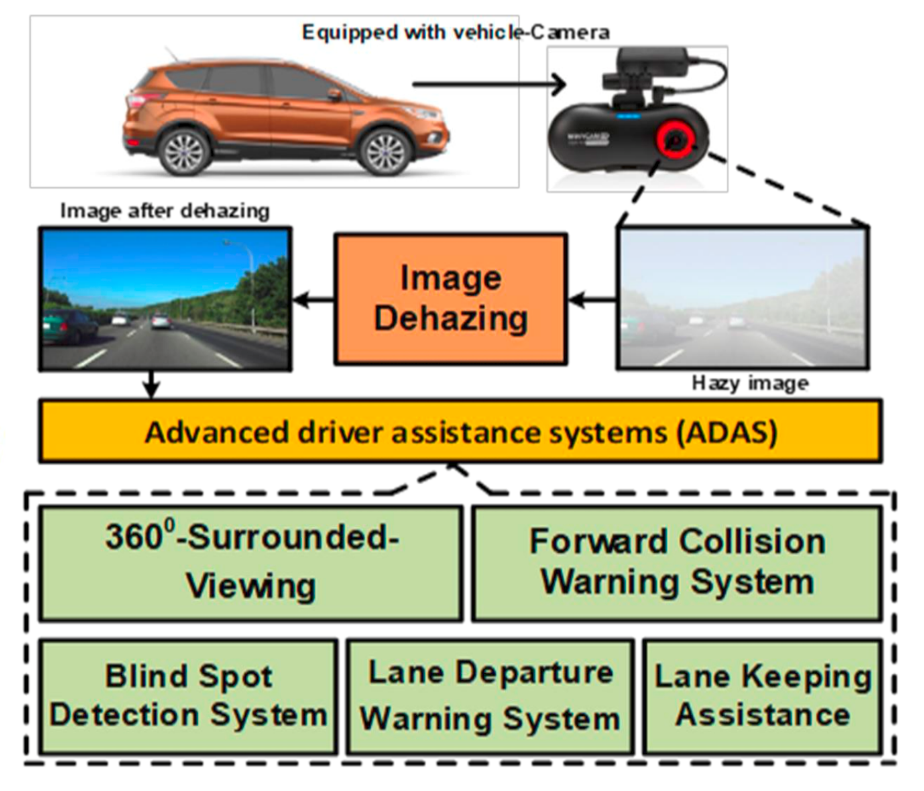 Equipped with vehicle-Camera
Image after dehazing
Image
Dehazing
Hazy image
Advanced driver assistance systems (ADAS)
360⁰-Surrounded-
Viewing
Forward Collision
Warning System
Blind Spot
Detection System
Lane Departure
Warning System
Lane Keeping
Assistance